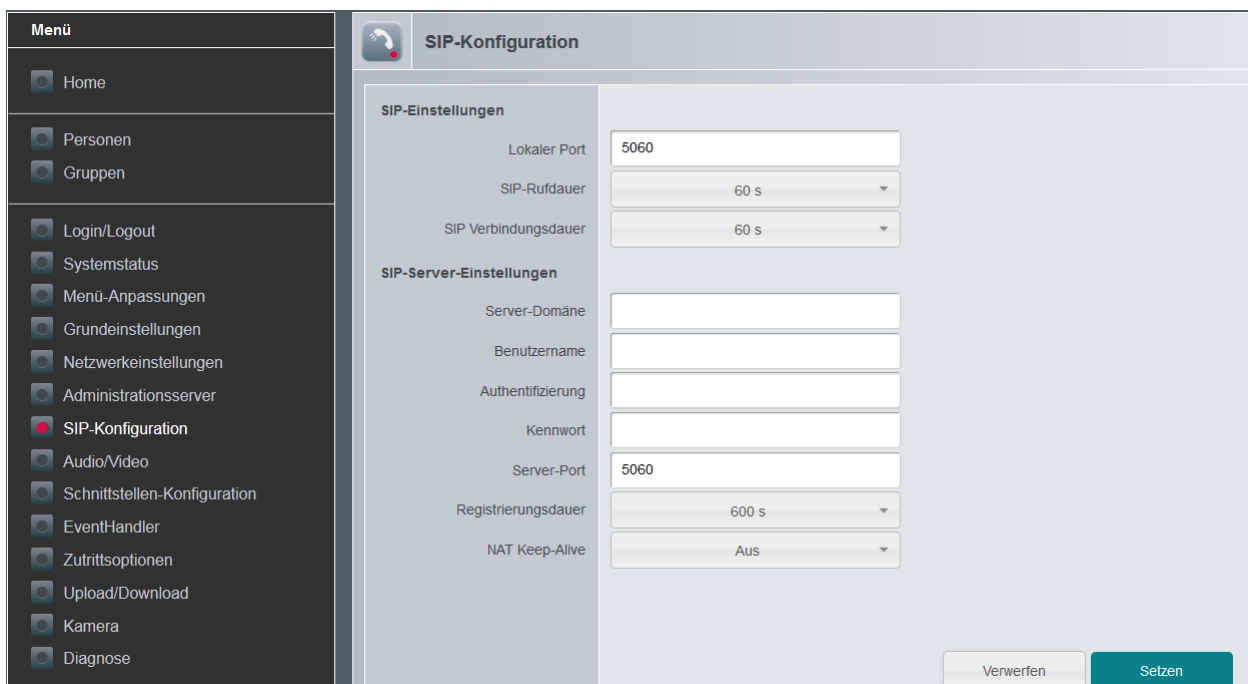 Menü
Home
Personen
Gruppen
Login/Logout
Systemstatus
Menü-Anpassungen
Grundeinstellungen
Netzwerkeinstellungen
Administrationsserver
SIP-Konfiguration
Audio/Video
Schnittstellen-Konfiguration
EventHandler
Zutrittsoptionen
Upload/Download
Kamera
Diagnose
SIP-Konfiguration
SIP-Einstellungen
Lokaler Port 5060
SIP-Rufdauer 60 s
SIP Verbindungsdauer 60 s
SIP-Server-Einstellungen
Server-Domäne
Benutzername
Authentifizierung
Kennwort
Server-Port 5060
Registrierungsdauer 600 s
NAT Keep-Alive Aus
Verwerfen Setzen